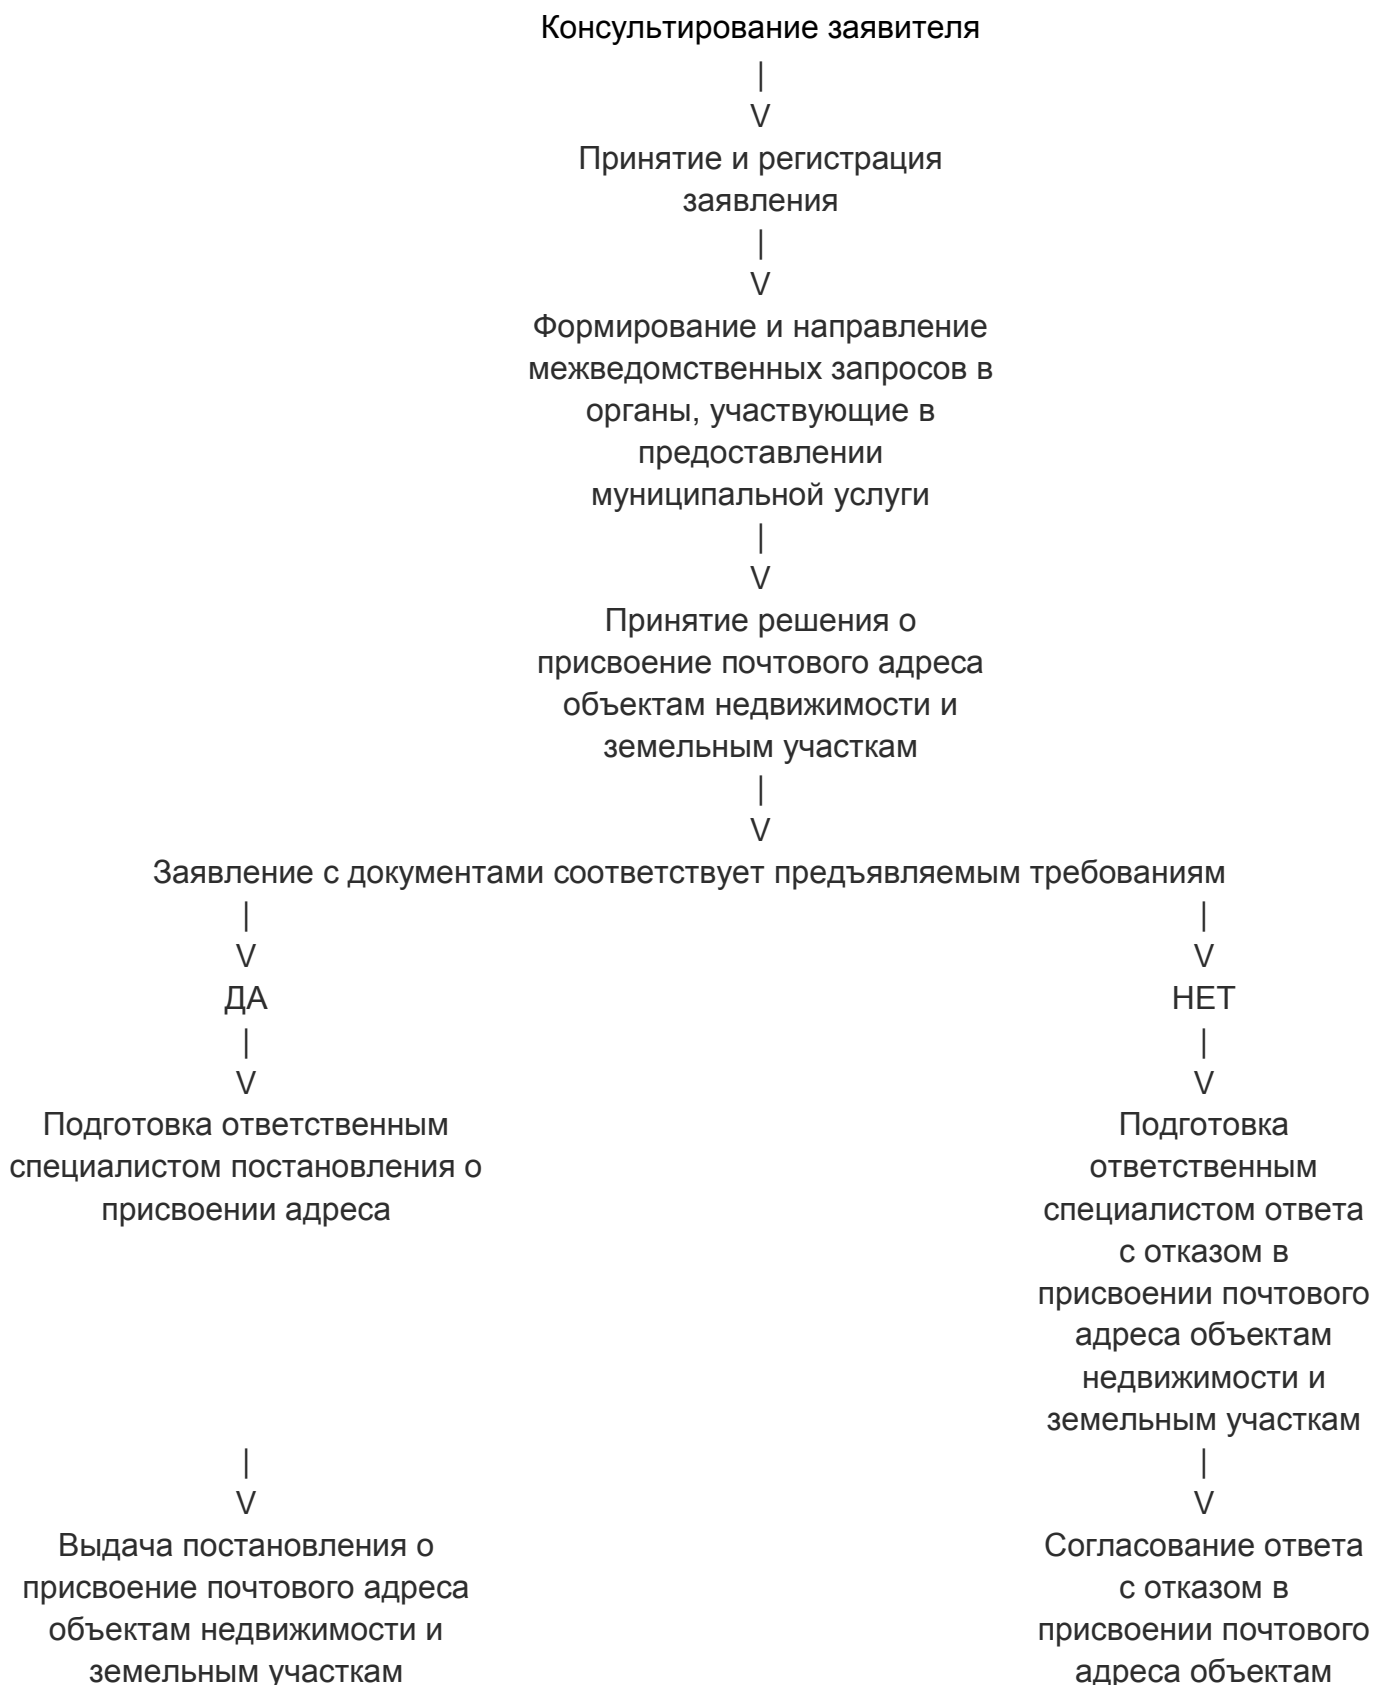 Консультирование заявителя
|
V
Принятие и регистрация
заявления
|
V
Формирование и направление
межведомственных запросов в
органы, участвующие в
предоставлении
муниципальной услуги
|
V
Принятие решения о
присвоение почтового адреса
объектам недвижимости и
земельным участкам
|
V
Заявление с документами соответствует предъявляемым требованиям
| |
V V
ДА НЕТ
| |
V V
Подготовка ответственным
специалистом постановления о
присвоении адреса
Подготовка
ответственным
специалистом ответа
с отказом в
присвоении почтового
адреса объектам
недвижимости и
земельным участкам
| |
V V
Выдача постановления о
присвоение почтового адреса
объектам недвижимости и
земельным участкам
Согласование ответа
с отказом в
присвоении почтового
адреса объектам